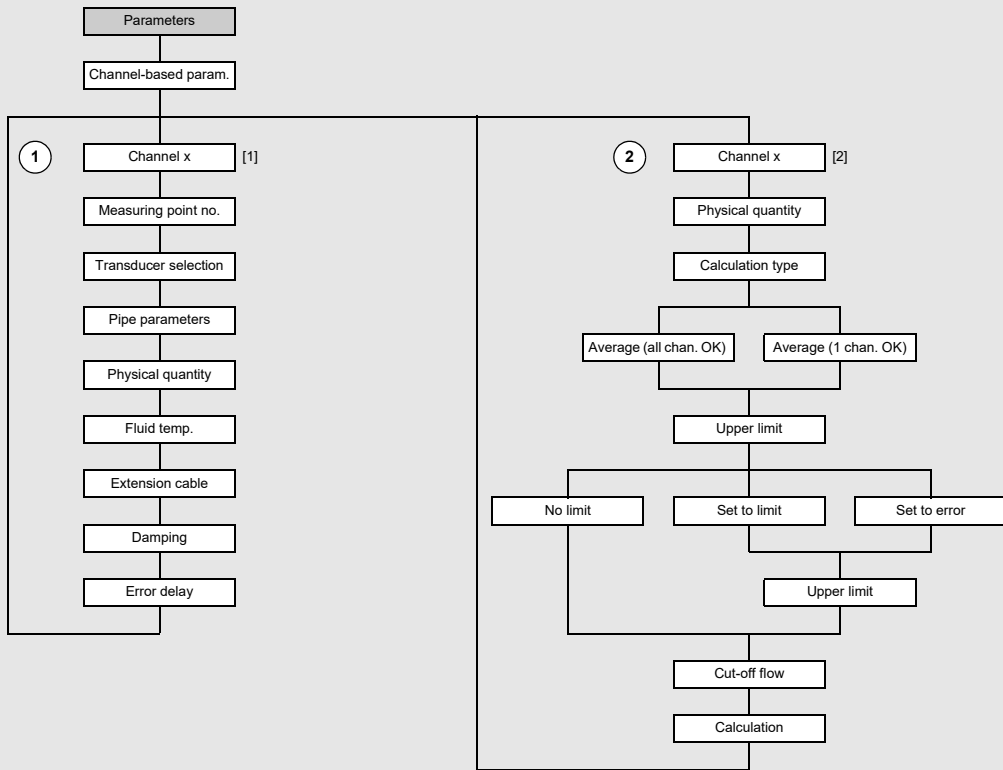 Parameters
Channel-based param.
1
Channel x
[1]
Measuring point no.
Transducer selection
Pipe parameters
Physical quantity
Fluid temp.
Extension cable
Damping
Error delay
2
Channel x
[2]
Physical quantity
Calculation type
Average (all chan. OK)
Average (1 chan. OK)
Upper limit
No limit
Set to limit
Set to error
Upper limit
Cut-off flow
Calculation